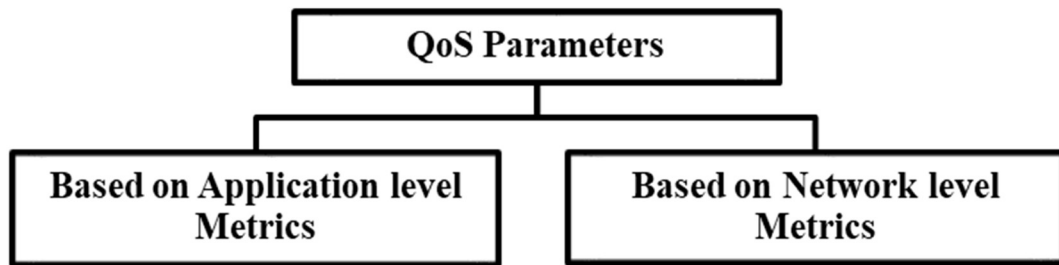 QoS Parameters
Based on Application level
Metrics
Based on Network level
Metrics